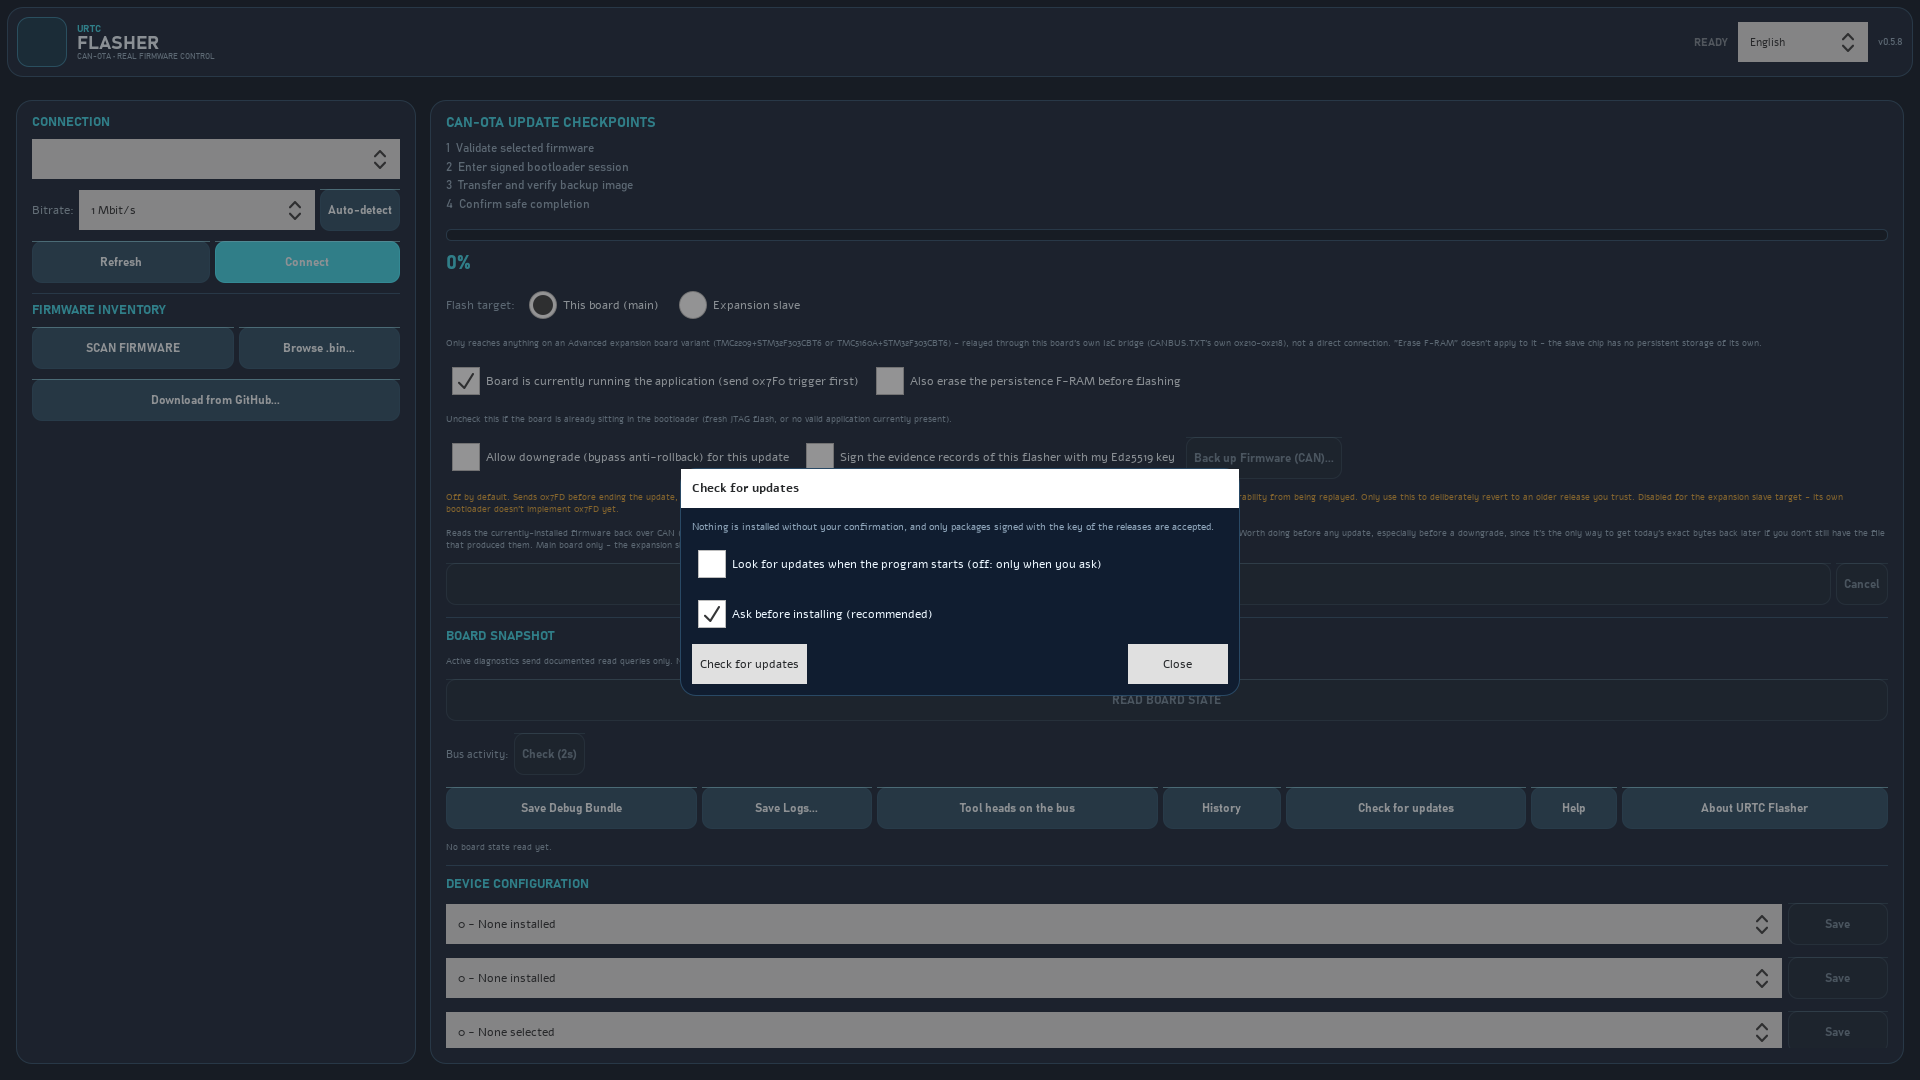 URTC
FLASHER
CAN-OTA · REAL FIRMWARE CONTROL
READY
English
v0.5.8
CONNECTION
Bitrate:
1 Mbit/s
Auto-detect
Refresh
Connect
FIRMWARE INVENTORY
SCAN FIRMWARE
Browse .bin...
Download from GitHub...
CAN-OTA UPDATE CHECKPOINTS
1 Validate selected firmware
2 Enter signed bootloader session
3 Transfer and verify backup image
4 Confirm safe completion
0%
Flash target:
This board (main)
Expansion slave
Only reaches anything on an Advanced expansion board variant (TMC2209+STM32F303CBT6 or TMC5160A+STM32F303CBT6) - relayed through this board's own I2C bridge (CANBUS.TXT's own 0x210-0x218), not a direct connection. "Erase F-RAM" doesn't apply to it - the slave chip has no persistent storage of its own.
Board is currently running the application (send 0x7F0 trigger first)
Also erase the persistence F-RAM before flashing
Uncheck this if the board is already sitting in the bootloader (fresh JTAG flash, or no valid application currently present).
Allow downgrade (bypass anti-rollback) for this update
Sign the evidence records of this flasher with my Ed25519 key
Back up Firmware (CAN)...
Off by default. Sends 0x7FD before ending the update,
ability from being replayed. Only use this to deliberately revert to an older release you trust. Disabled for the expansion slave target - its own
bootloader doesn't implement 0x7FD yet.
Reads the currently-installed firmware back over CAN
Worth doing before any update, especially before a downgrade, since it's the only way to get today's exact bytes back later if you don't still have the file
that produced them. Main board only - the expansion
Cancel
Check for updates
Nothing is installed without your confirmation, and only packages signed with the key of the releases are accepted.
Look for updates when the program starts (off: only when you ask)
Ask before installing (recommended)
Check for updates
Close
BOARD SNAPSHOT
Active diagnostics send documented read queries only.
READ BOARD STATE
Bus activity:
Check (2s)
Save Debug Bundle
Save Logs...
Tool heads on the bus
History
Check for updates
Help
About URTC Flasher
No board state read yet.
DEVICE CONFIGURATION
0 - None installed
Save
0 - None installed
Save
0 - None selected
Save